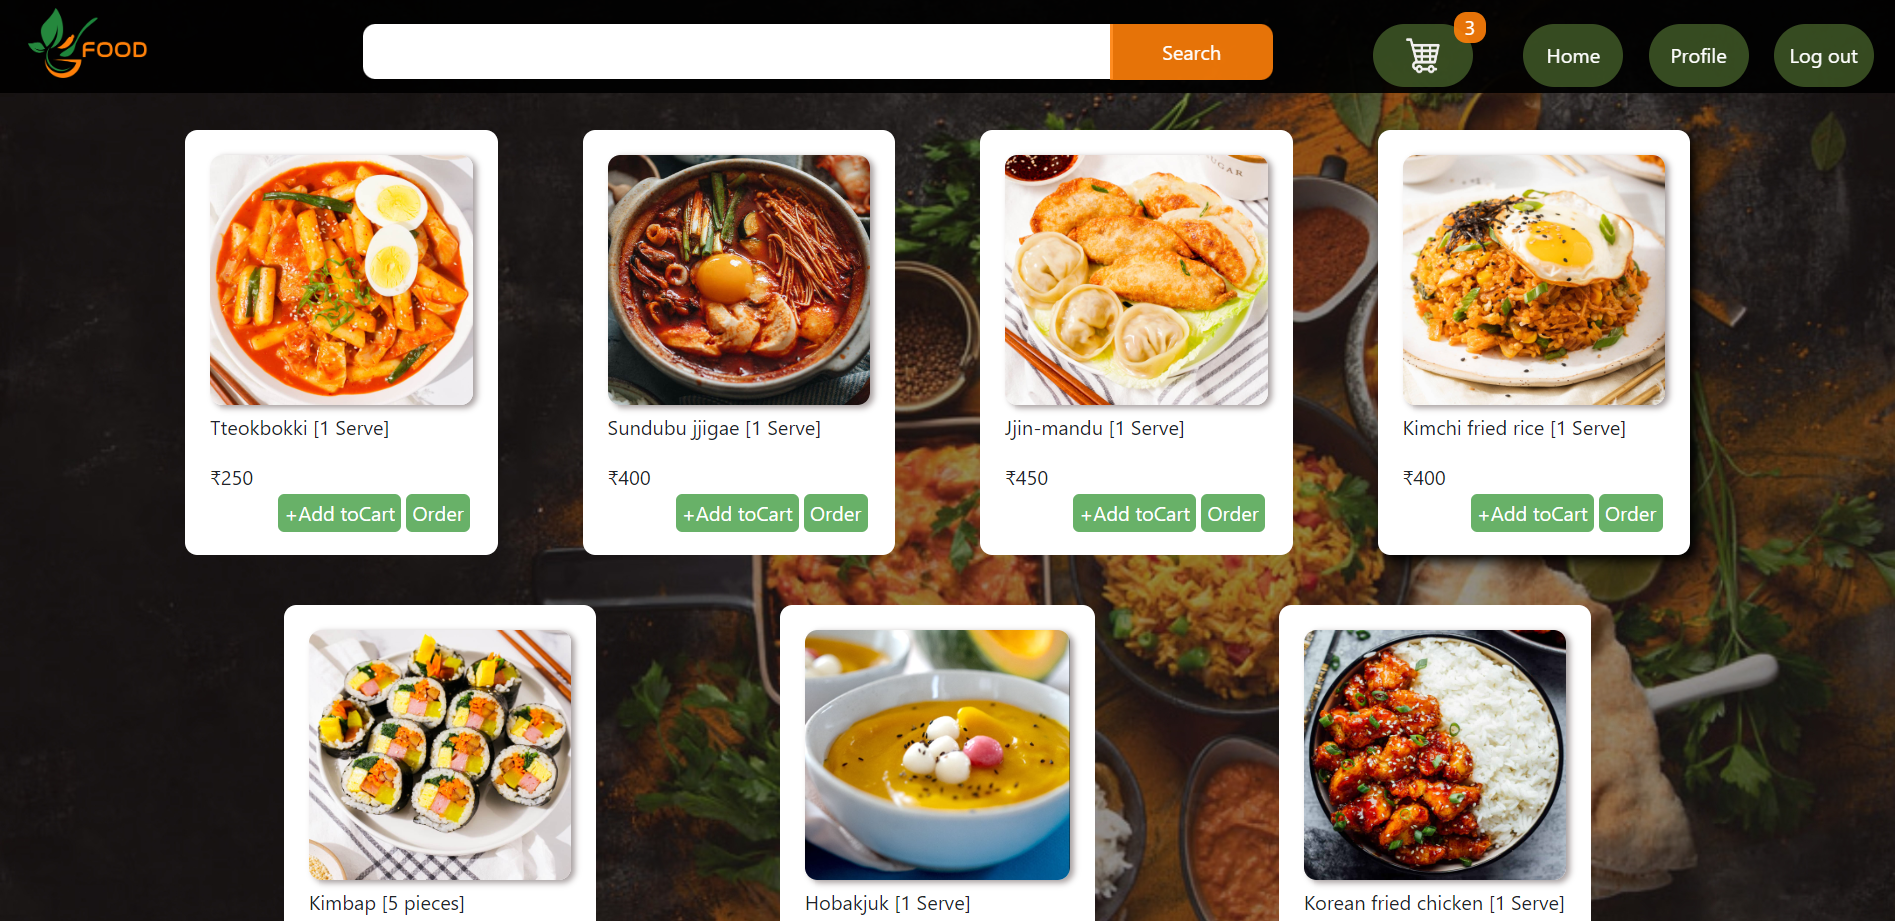 FOOD
Search
3
Home
Profile
Log out
SUGAR
Tteokbokki [1 Serve]
₹250
+Add toCart
Order
Sundubu jjigae [1 Serve]
₹400
+Add toCart
Order
Jjin-mandu [1 Serve]
₹450
+Add toCart
Order
Kimchi fried rice [1 Serve]
₹400
+Add toCart
Order
Kimbap [5 pieces]
Hobakjuk [1 Serve]
Korean fried chicken [1 Serve]